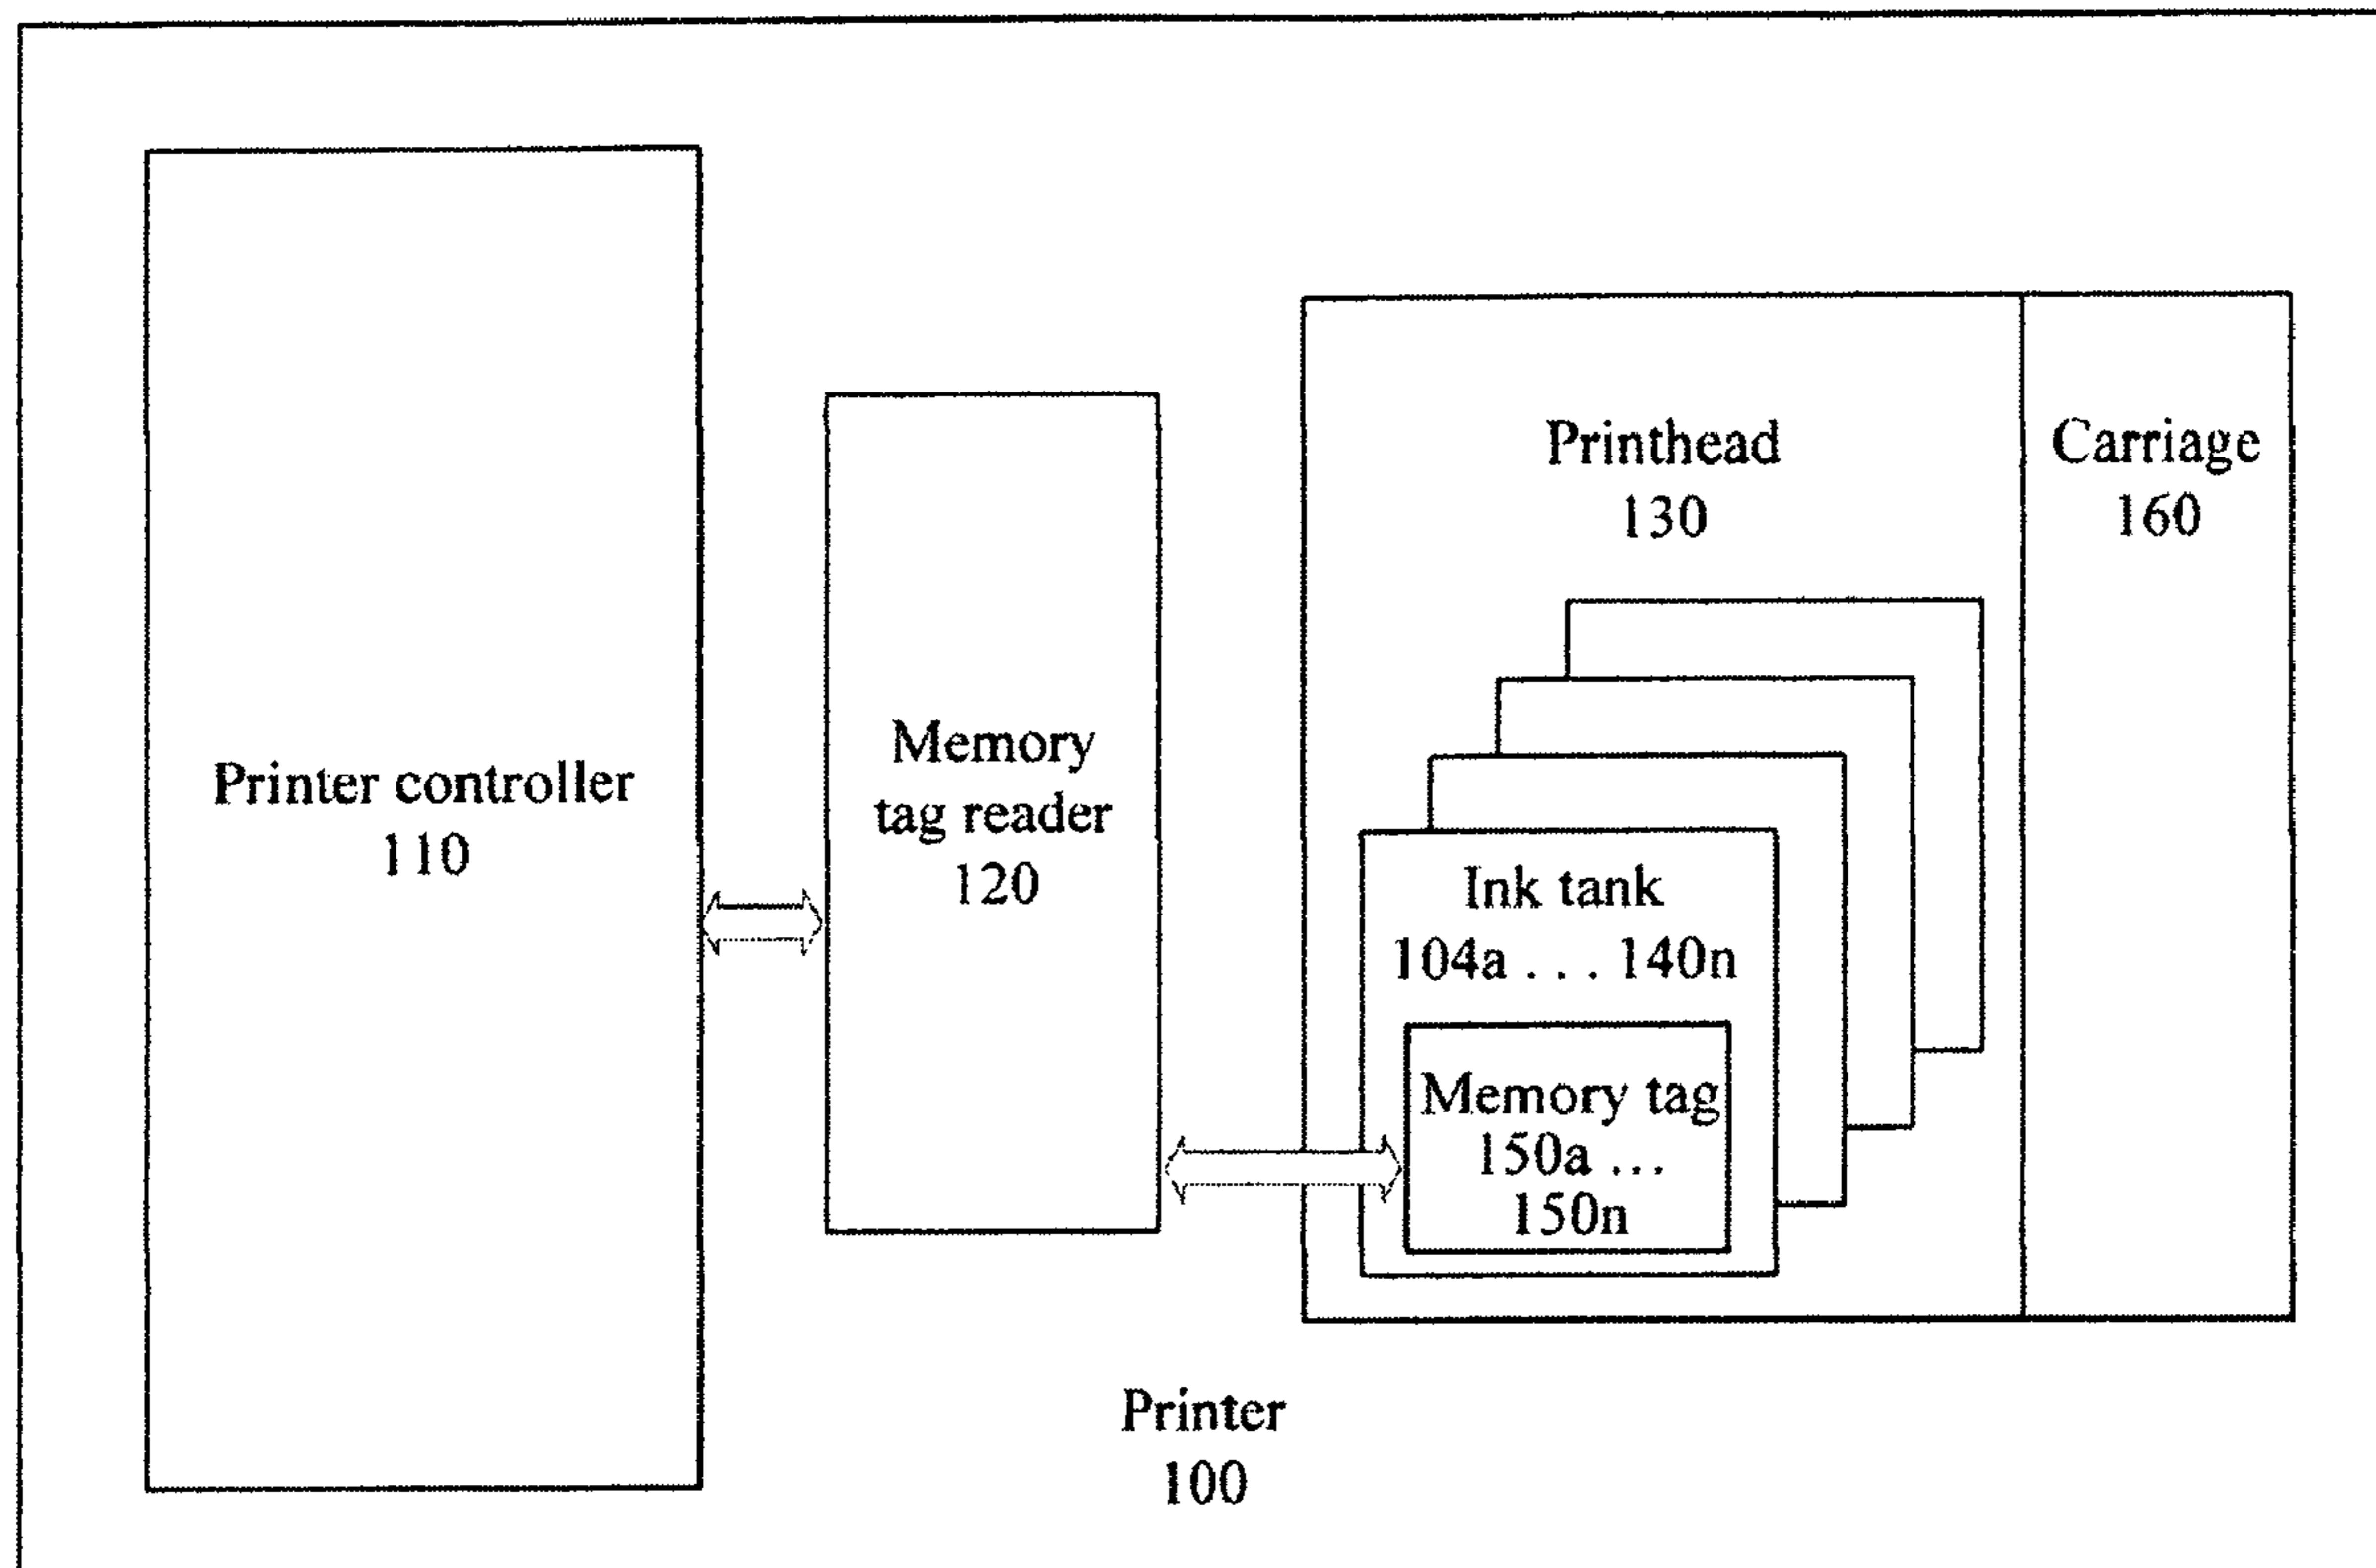 Printer controller
110
Memory
tag reader
120
Printhead
130
Carriage
160
Ink tank
104a . . . 140n
Memory tag
150a ...
150n
Printer
100